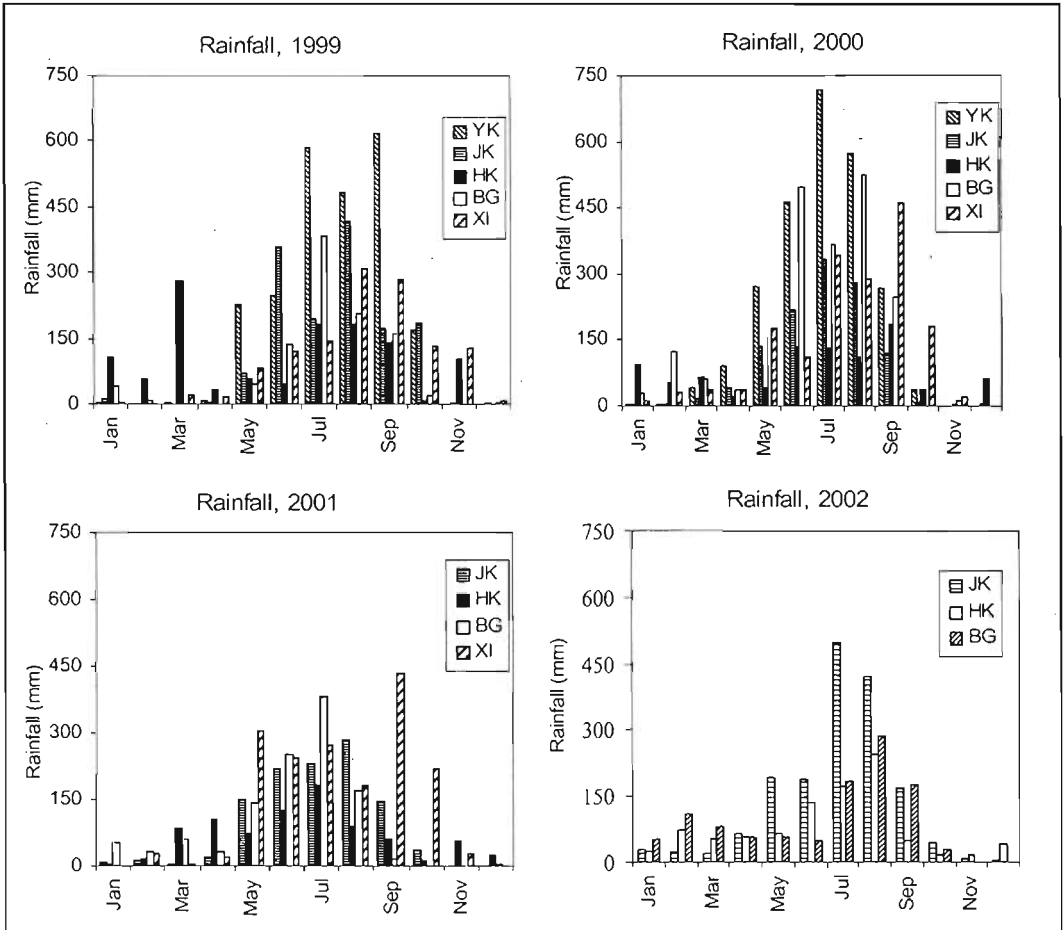 Rainfall, 1999
Rainfall (mm)
750
600
450
300
150
0
Jan
Mar
May
Jul
Sep
Nov
YK
JK
HK
BG
XI
Rainfall, 2000
Rainfall (mm)
750
600
450
300
150
0
Jan
Mar
May
Jul
Sep
Nov
YK
JK
HK
BG
XI
Rainfall, 2001
Rainfall (mm)
750
600
450
300
150
0
Jan
Mar
May
Jul
Sep
Nov
JK
HK
BG
XI
Rainfall, 2002
Rainfall (mm)
750
600
450
300
150
0
Jan
Mar
May
Jul
Sep
Nov
JK
HK
BG